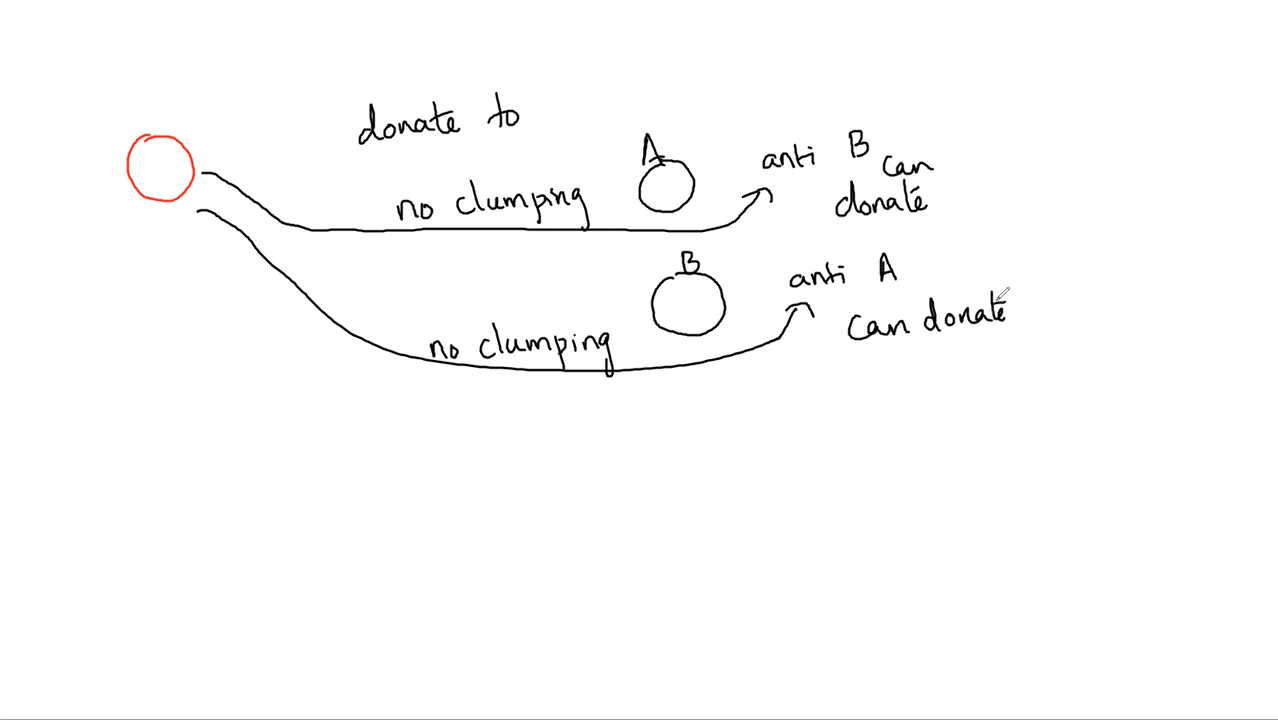 donate to
A
anti B can
donate
no clumping
B
anti A
can donate
no clumping